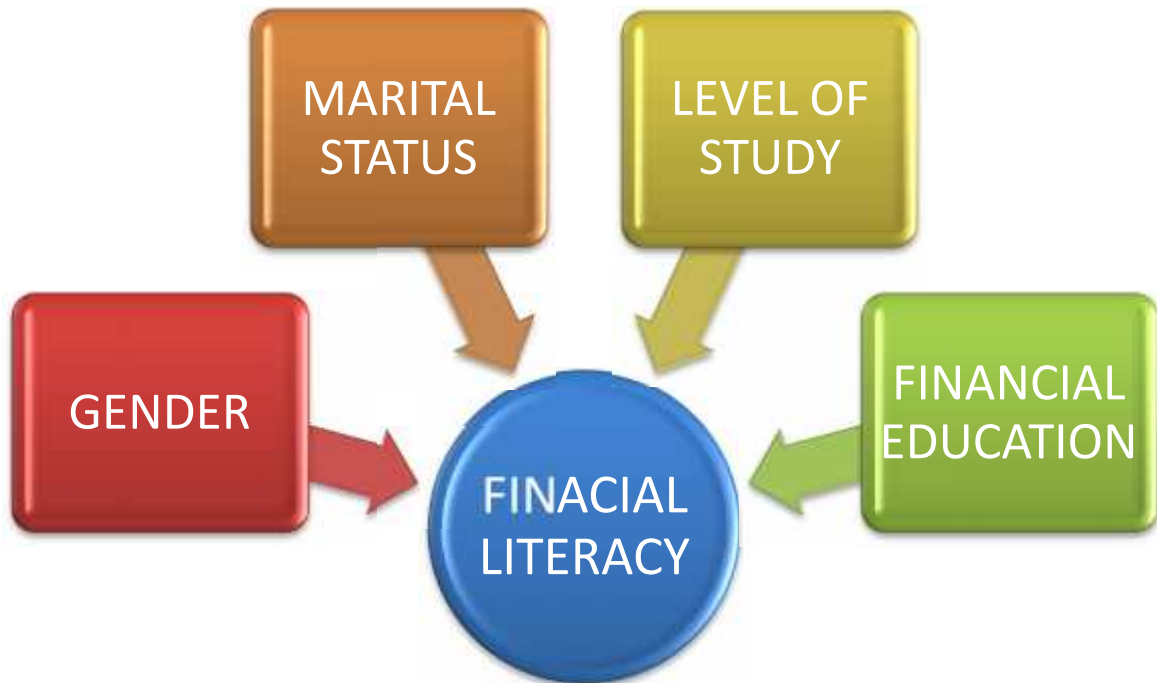 MARITAL
STATUS
LEVEL OF
STUDY
GENDER
FINANCIAL
EDUCATION
FINACIAL
LITERACY